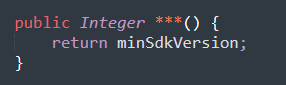 public Integer ***() {
    return minSdkVersion;
}